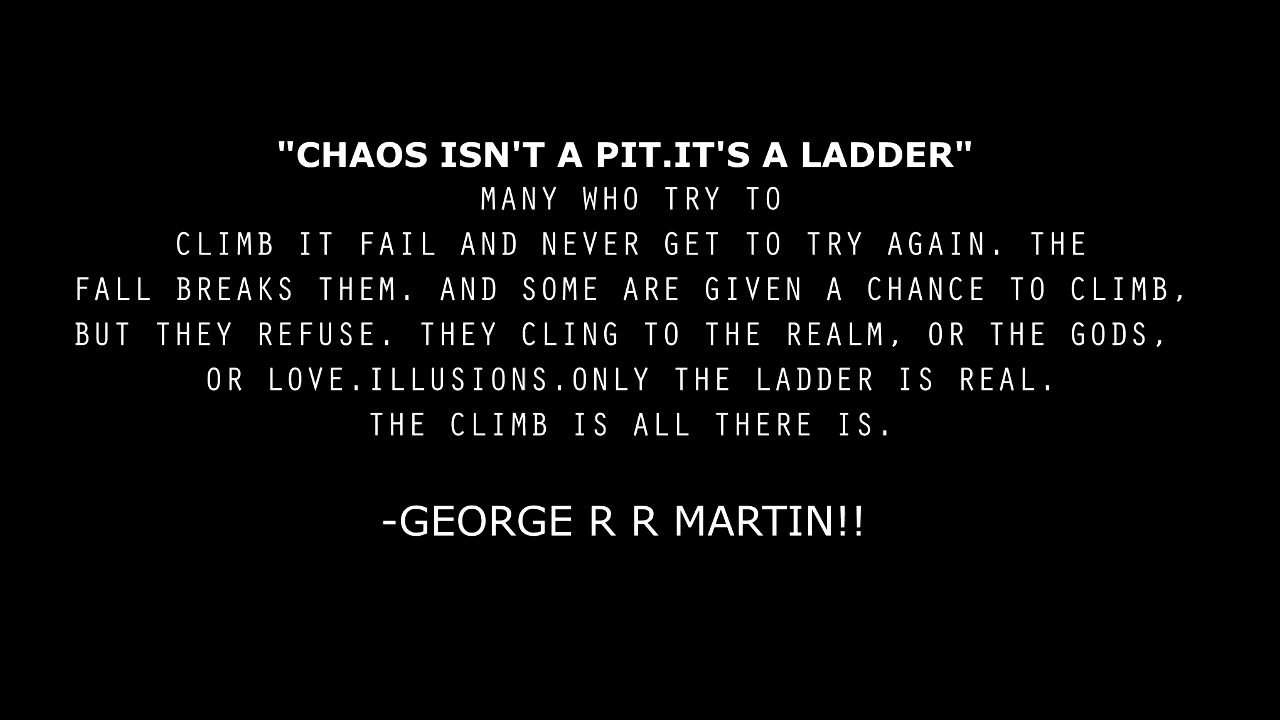 "CHAOS ISN'T A PIT.IT'S A LADDER"
MANY WHO TRY TO
CLIMB IT FAIL AND NEVER GET TO TRY AGAIN. THE
FALL BREAKS THEM. AND SOME ARE GIVEN A CHANCE TO CLIMB,
BUT THEY REFUSE. THEY CLING TO THE REALM, OR THE GODS,
OR LOVE.ILLUSIONS.ONLY THE LADDER IS REAL.
THE CLIMB IS ALL THERE IS.
-GEORGE R R MARTIN!!